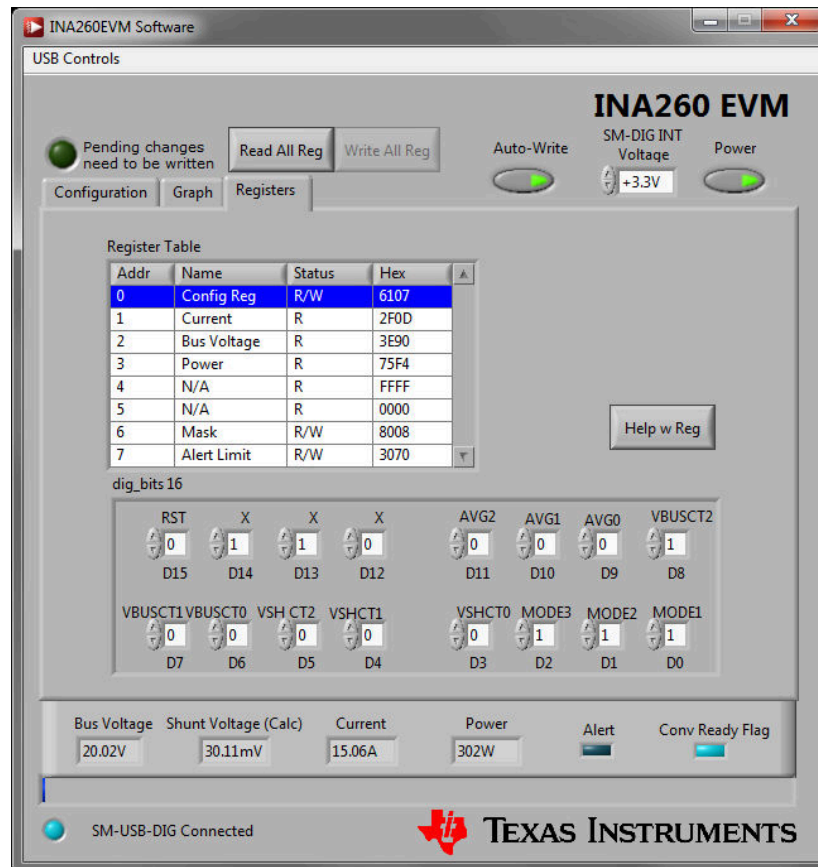 INA260EVM Software
USB Controls
INA260 EVM
Pending changes
need to be written
Read All Reg
Write All Reg
Auto-Write
SM-DIG INT
Voltage
+3.3V
Power
Configuration Graph Registers
Register Table
Addr Name Status Hex
0 Config Reg R/W 6107
1 Current R 2F0D
2 Bus Voltage R 3E90
3 Power R 75F4
4 N/A R FFFF
5 N/A R 0000
6 Mask R/W 8008
7 Alert Limit R/W 3070
Help w Reg
dig_bits 16
RST X X X AVG2 AVG1 AVG0 VBUSCT2
0 1 1 0 0 0 0 1
D15 D14 D13 D12 D11 D10 D9 D8
VBUSCT1 VBUSCT0 VSH CT2 VSHCT1 VSHCT0 MODE3 MODE2 MODE1
0 0 0 0 0 1 1 1
D7 D6 D5 D4 D3 D2 D1 D0
Bus Voltage Shunt Voltage (Calc) Current Power Alert Conv Ready Flag
20.02V 30.11mV 15.06A 302W
SM-USB-DIG Connected
TEXAS INSTRUMENTS